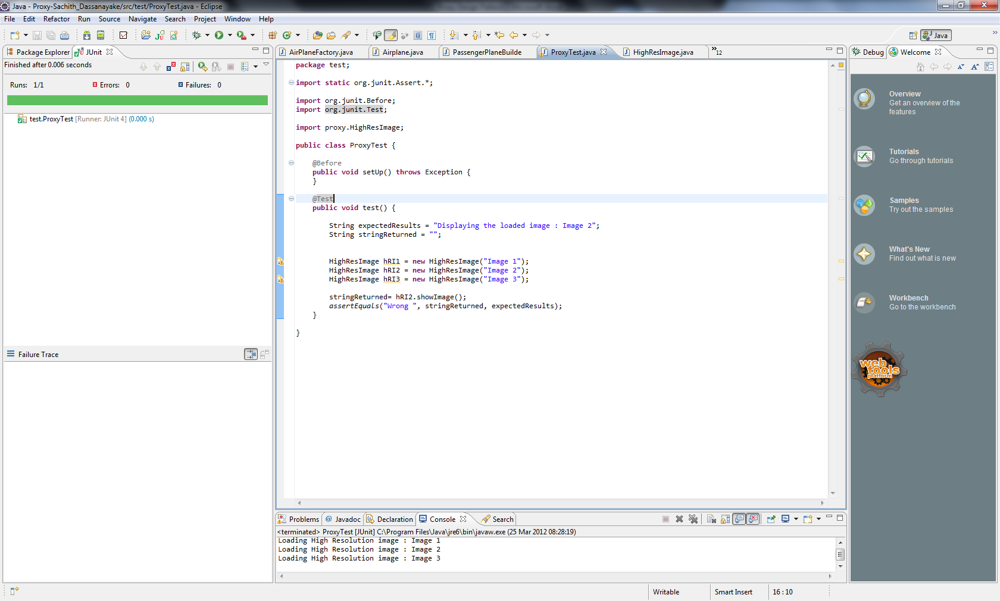 Java - Proxy-Sachith_Dassanayake/src/test/ProxyTest.java - Eclipse
File Edit Refactor Run Source Navigate Search Project Window Help
Java
Package Explorer JUnit
Finished after 0.006 seconds
Runs: 1/1 Errors: 0 Failures: 0
test.ProxyTest [Runner: JUnit 4] (0.000 s)
Failure Trace
AirPlaneFactory.java Airplane.java PassengerPlaneBuilde ProxyTest.java HighResImage.java »12
package test;
import static org.junit.Assert.*;
import org.junit.Before;
import org.junit.Test;
import proxy.HighResImage;
public class ProxyTest {
@Before
public void setUp() throws Exception {
}
@Test
public void test() {
String expectedResults = "Displaying the loaded image : Image 2";
String stringReturned = "";
HighResImage hRI1 = new HighResImage("Image 1");
HighResImage hRI2 = new HighResImage("Image 2");
HighResImage hRI3 = new HighResImage("Image 3");
stringReturned= hRI2.showImage();
assertEquals("Wrong ", stringReturned, expectedResults);
}
}
Problems @ Javadoc Declaration Console Search
<terminated> ProxyTest [JUnit] C:\Program Files\Java\jre6\bin\javaw.exe (25 Mar 2012 08:28:19)
Loading High Resolution image : Image 1
Loading High Resolution image : Image 2
Loading High Resolution image : Image 3
Debug Welcome
Overview
Get an overview of the
features
Tutorials
Go through tutorials
Samples
Try out the samples
What's New
Find out what is new
Workbench
Go to the workbench
web
tools
platform
Writable Smart Insert 16 : 10